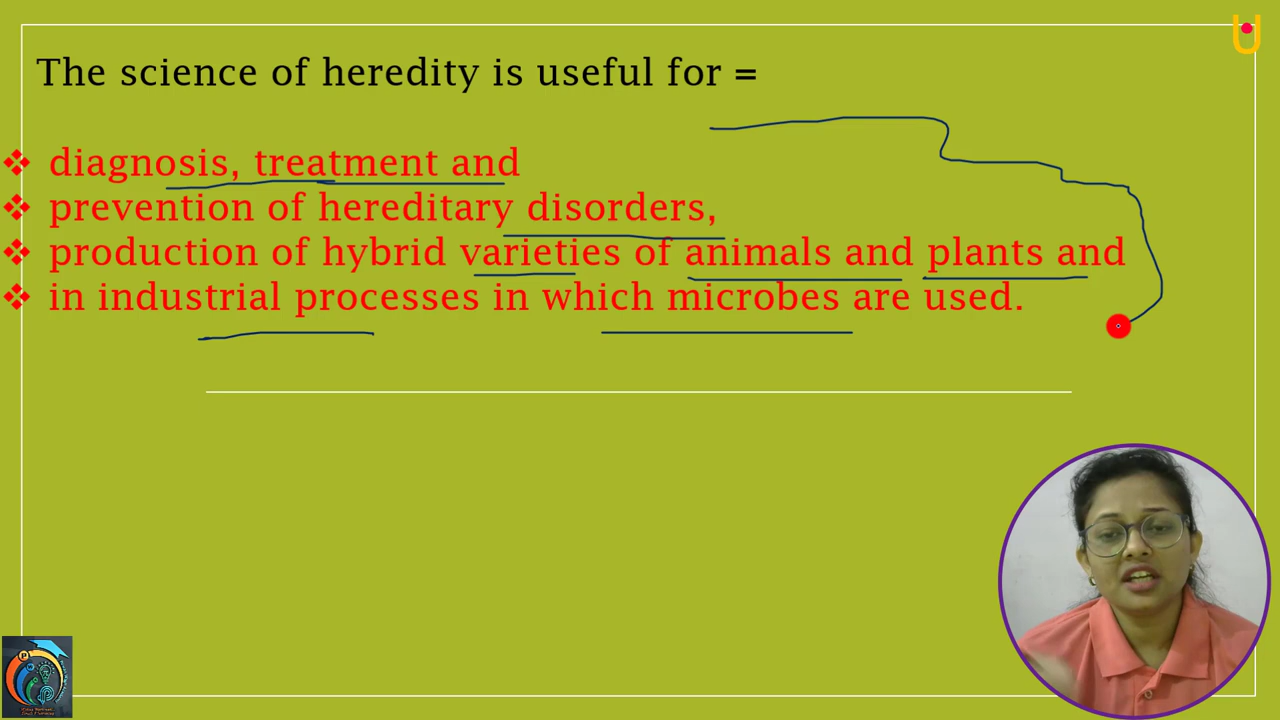 The science of heredity is useful for =
❖ diagnosis, treatment and
❖ prevention of hereditary disorders,
❖ production of hybrid varieties of animals and plants and
❖ in industrial processes in which microbes are used.